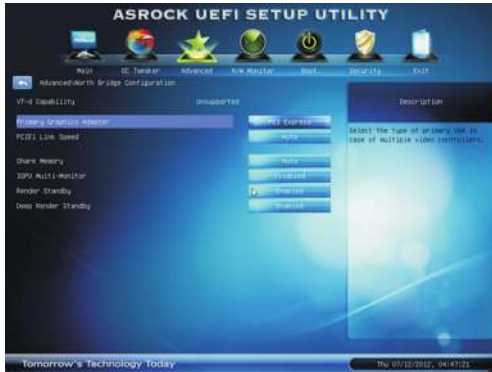 ASROCK UEFI SETUP UTILITY
Main OC Tweaker Advanced H/W Monitor Boot Security Exit
Advanced\North Bridge Configuration
VT-d Capability Unsupported
Description
Primary Graphics Adapter PCI Express
Select the type of primary VGA in
case of multiple video controllers.
PCIE1 Link Speed Auto
Share Memory Auto
IGPU Multi-Monitor Disabled
Render Standby Enabled
Deep Render Standby Enabled
Tomorrow's Technology Today
Thu 07/12/2012, 04:47:21